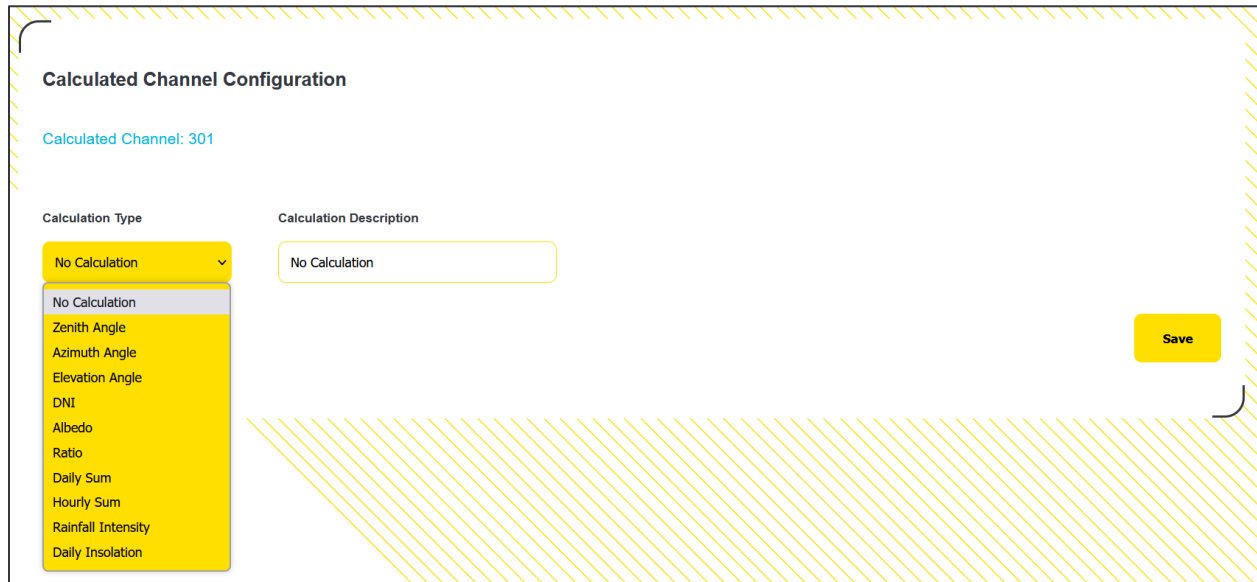 Calculated Channel Configuration
Calculated Channel: 301
Calculation Type
Calculation Description
No Calculation
No Calculation
No Calculation
Zenith Angle
Azimuth Angle
Elevation Angle
DNI
Albedo
Ratio
Daily Sum
Hourly Sum
Rainfall Intensity
Daily Insolation
Save